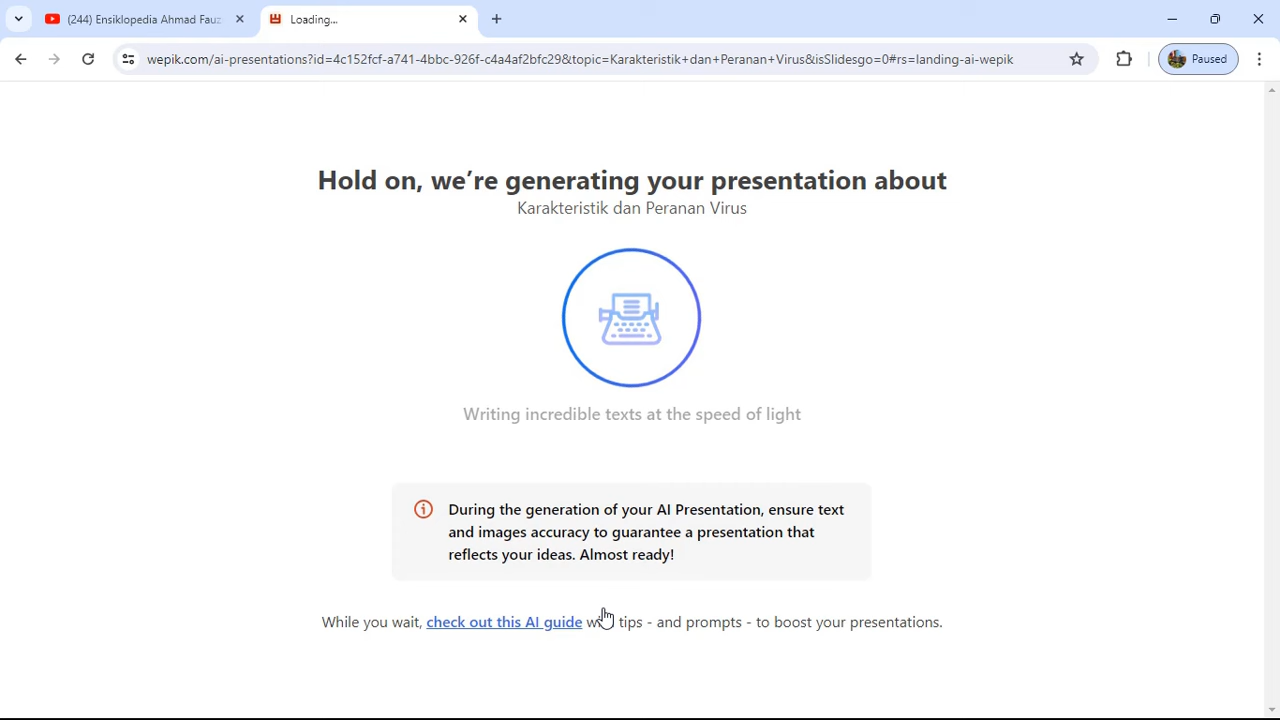 (244) Ensiklopedia Ahmad Fauz
Loading...
wepik.com/ai-presentations?id=4c152fcf-a741-4bbc-926f-c4a4af2bfc29&topic=Karakteristik+dan+Peranan+Virus&isSlidesgo=0#rs=landing-ai-wepik
Paused
Hold on, we're generating your presentation about
Karakteristik dan Peranan Virus
Writing incredible texts at the speed of light
During the generation of your AI Presentation, ensure text
and images accuracy to guarantee a presentation that
reflects your ideas. Almost ready!
While you wait, check out this AI guide with tips - and prompts - to boost your presentations.